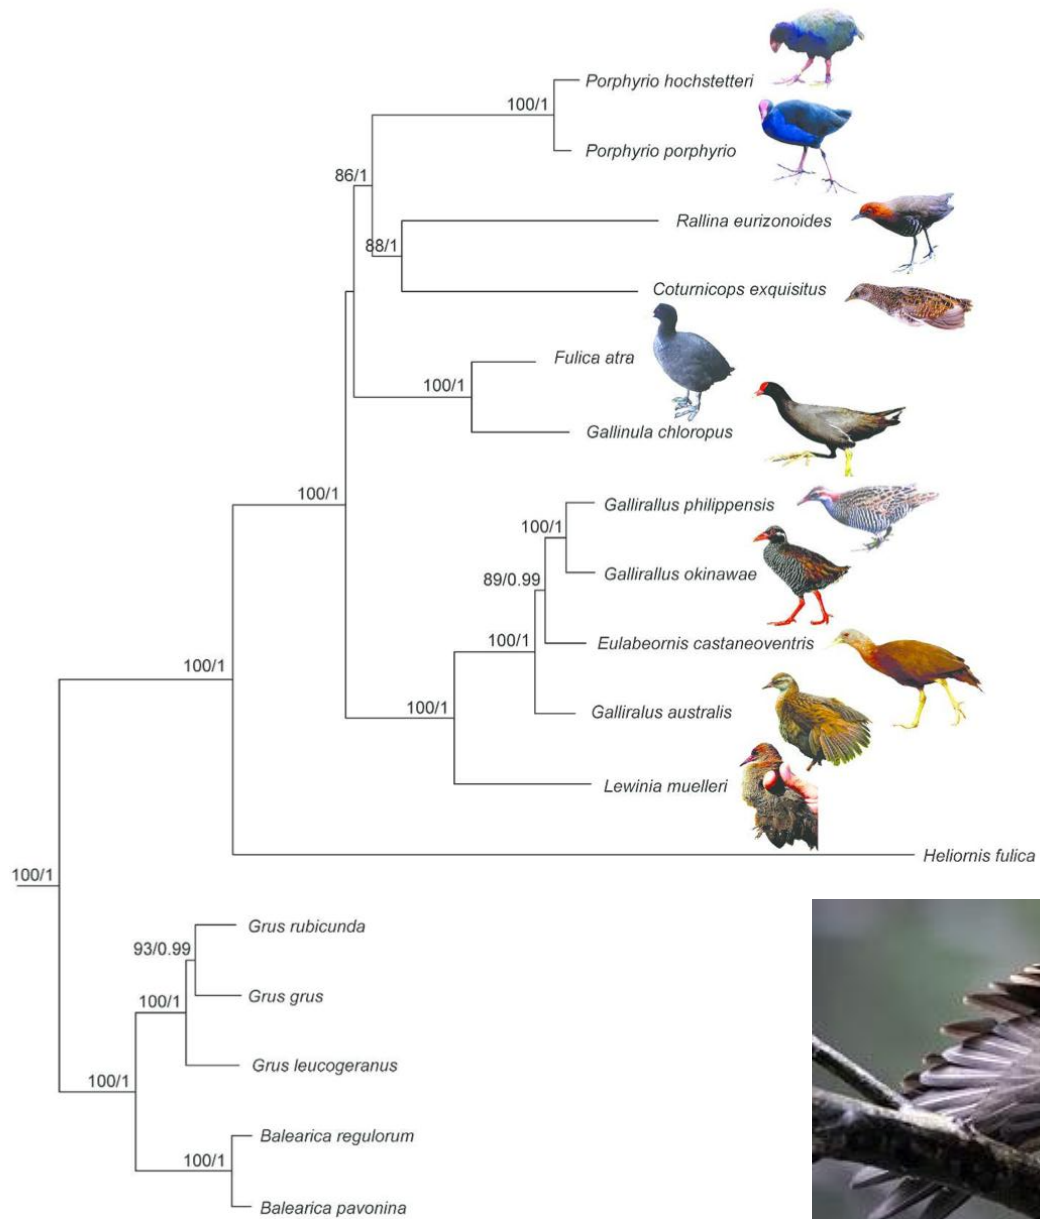 100/1
Porphyrio hochstetteri
Porphyrio porphyrio
86/1
Rallina eurizonoides
88/1
Coturnicops exquisitus
Fulica atra
100/1
Gallinula chloropus
100/1
Gallirallus philippensis
100/1
Gallirallus okinawae
89/0.99
Eulabeornis castaneoventris
100/1
100/1
Galliralus australis
100/1
Lewinia muelleri
Heliornis fulica
100/1
Grus rubicunda
93/0.99
Grus grus
100/1
Grus leucogeranus
100/1
Balearica regulorum
100/1
Balearica pavonina